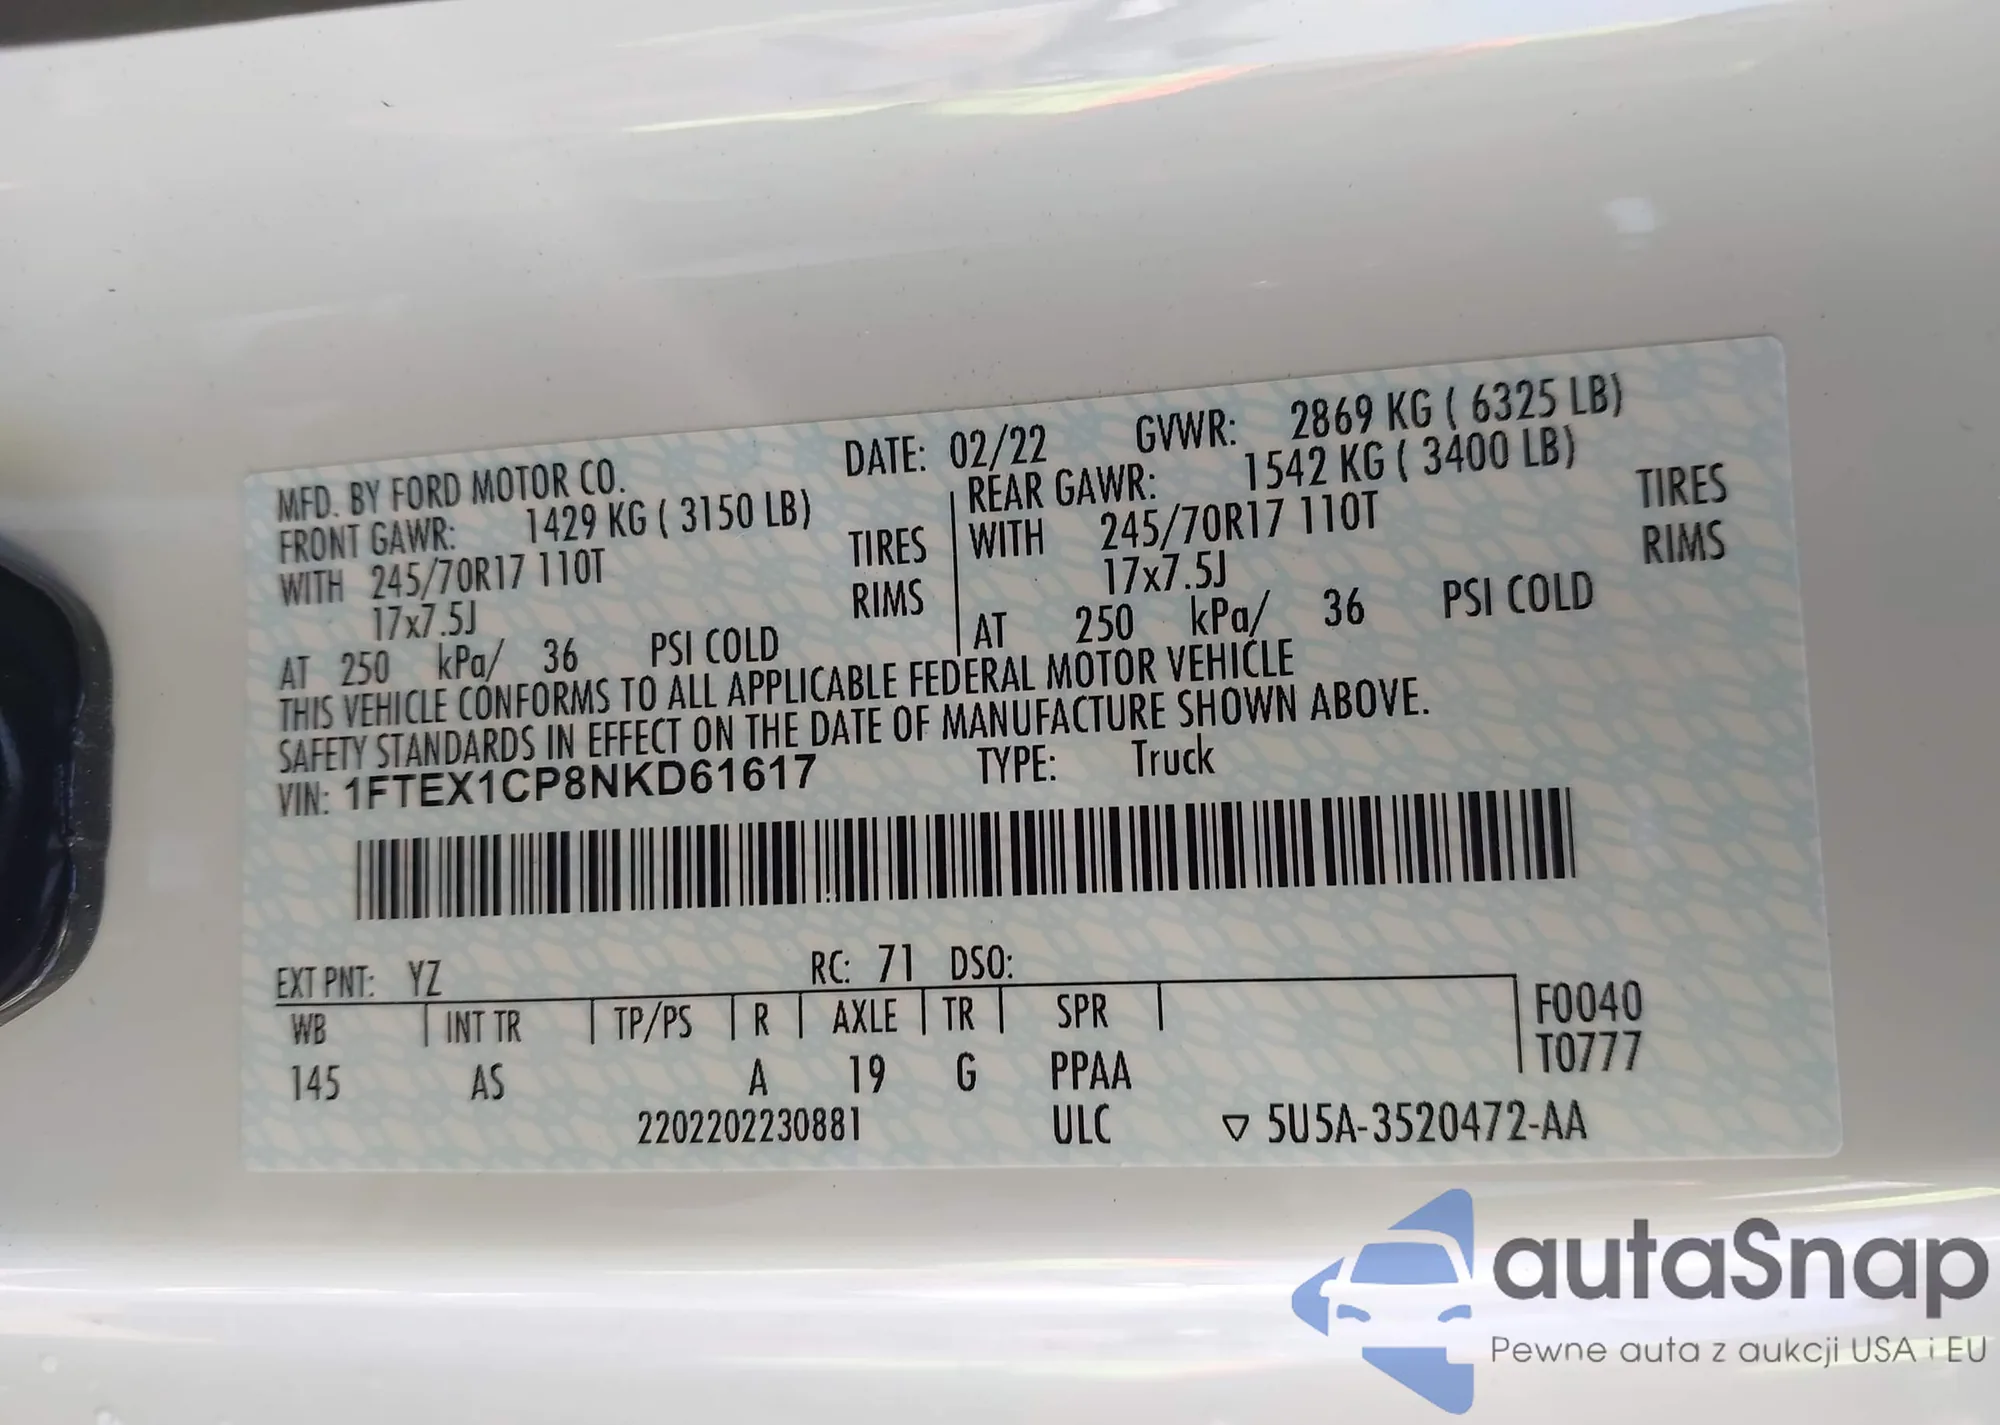 MFD. BY FORD MOTOR CO. DATE: 02/22 GVWR: 2869 KG ( 6325 LB)
FRONT GAWR: 1429 KG ( 3150 LB) REAR GAWR: 1542 KG ( 3400 LB)
WITH 245/70R17 110T TIRES WITH 245/70R17 110T TIRES
17x7.5J RIMS 17x7.5J RIMS
AT 250 kPa/ 36 PSI COLD AT 250 kPa/ 36 PSI COLD
THIS VEHICLE CONFORMS TO ALL APPLICABLE FEDERAL MOTOR VEHICLE
SAFETY STANDARDS IN EFFECT ON THE DATE OF MANUFACTURE SHOWN ABOVE.
VIN: 1FTEX1CP8NKD61617 TYPE: Truck
EXT PNT: YZ RC: 71 DSO:
WB INT TR TP/PS R AXLE TR SPR F0040
T0777
145 AS A 19 G PPAA
2202202230881 ULC ▽ 5U5A-3520472-AA
autaSnap
Pewne auta z aukcji USA i EU